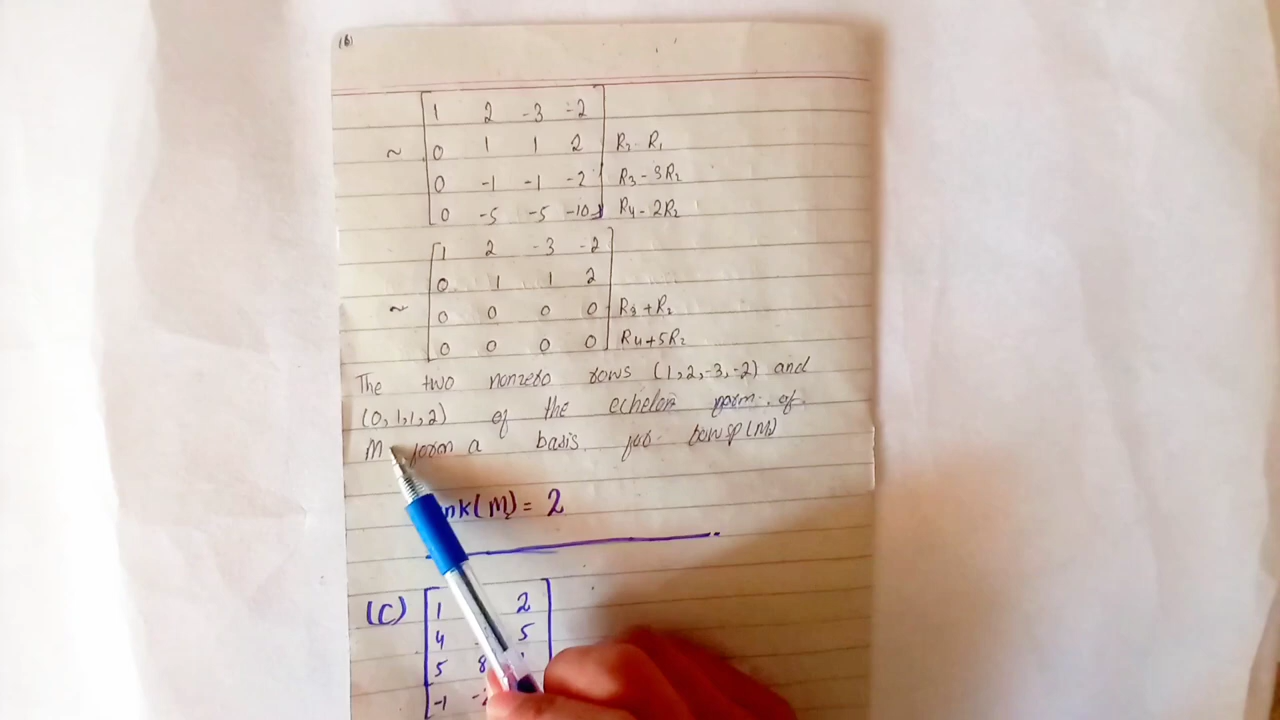 (b)
1 2 -3 -2
~ 0 1 1 2 R2 - R1
0 -1 -1 -2 R3 - 3R2
0 -5 -5 -10 R4 - 2R2
1 2 -3 -2
0 1 1 2
~ 0 0 0 0 R3 + R2
0 0 0 0 R4 + 5R2
The two nonzero rows (1,2,-3,-2) and
(0,1,1,2) of the echelon form of
M form a basis for rowsp(M)
nk(M) = 2
(C) 1 2
4 5
5 8
-1